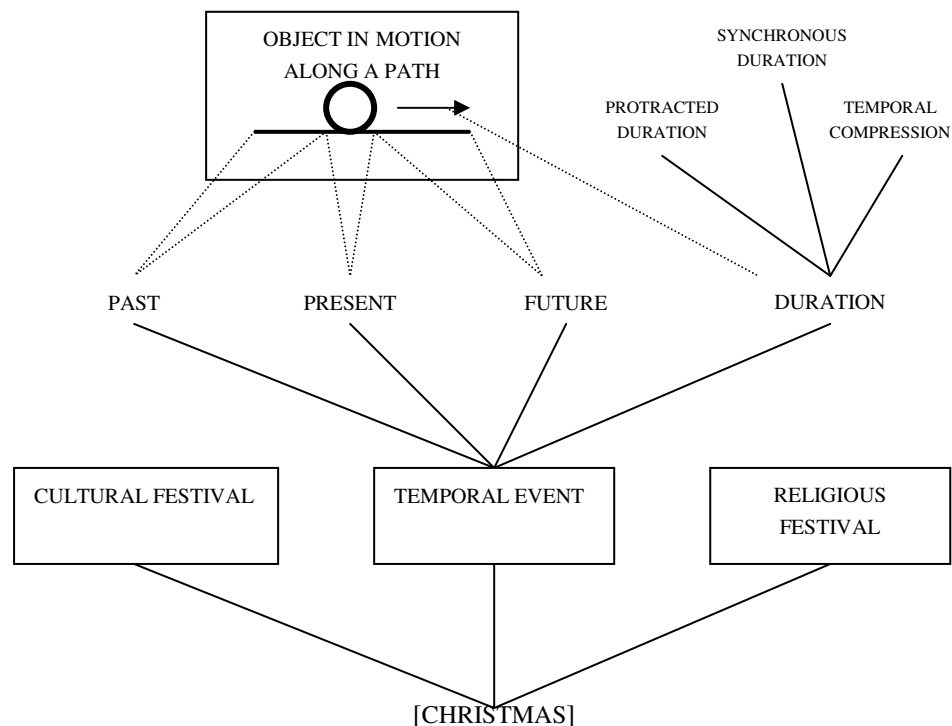 OBJECT IN MOTION
ALONG A PATH
SYNCHRONOUS
DURATION
PROTRACTED
DURATION
TEMPORAL
COMPRESSION
PAST
PRESENT
FUTURE
DURATION
CULTURAL FESTIVAL
TEMPORAL EVENT
RELIGIOUS
FESTIVAL
[CHRISTMAS]